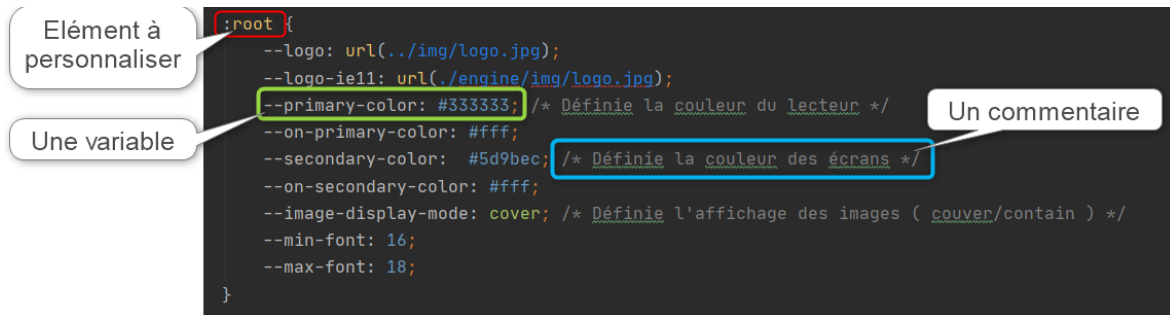 Elément à
personnaliser
Une variable
:root {
--logo: url(../img/logo.jpg);
--logo-ie11: url(./engine/img/logo.jpg);
--primary-color: #333333; /* Définie la couleur du lecteur */
--on-primary-color: #fff;
--secondary-color: #5d9bec; /* Définie la couleur des écrans */
--on-secondary-color: #fff;
--image-display-mode: cover; /* Définie l'affichage des images ( couver/contain ) */
--min-font: 16;
--max-font: 18;
}
Un commentaire